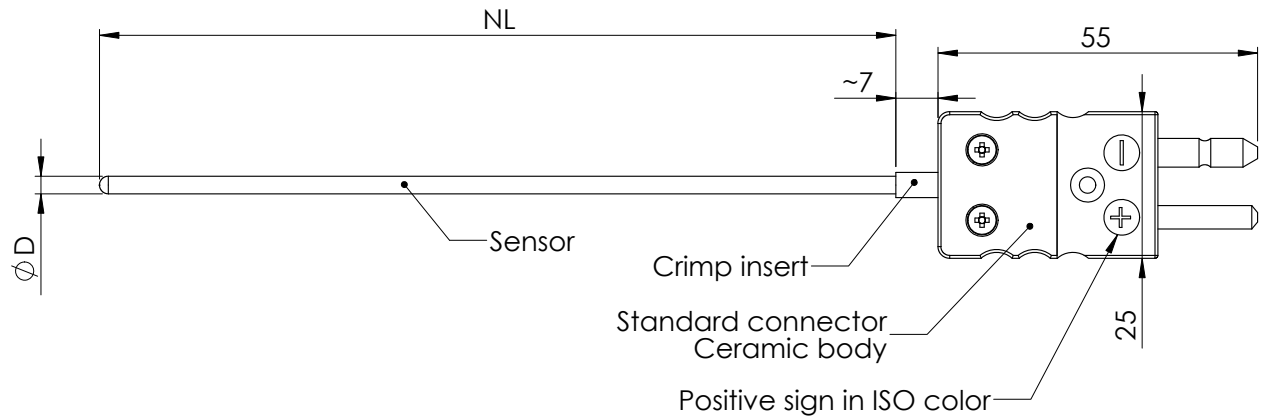 NL
55
~7
ØD
Sensor
Crimp insert
Standard connector
Ceramic body
25
Positive sign in ISO color